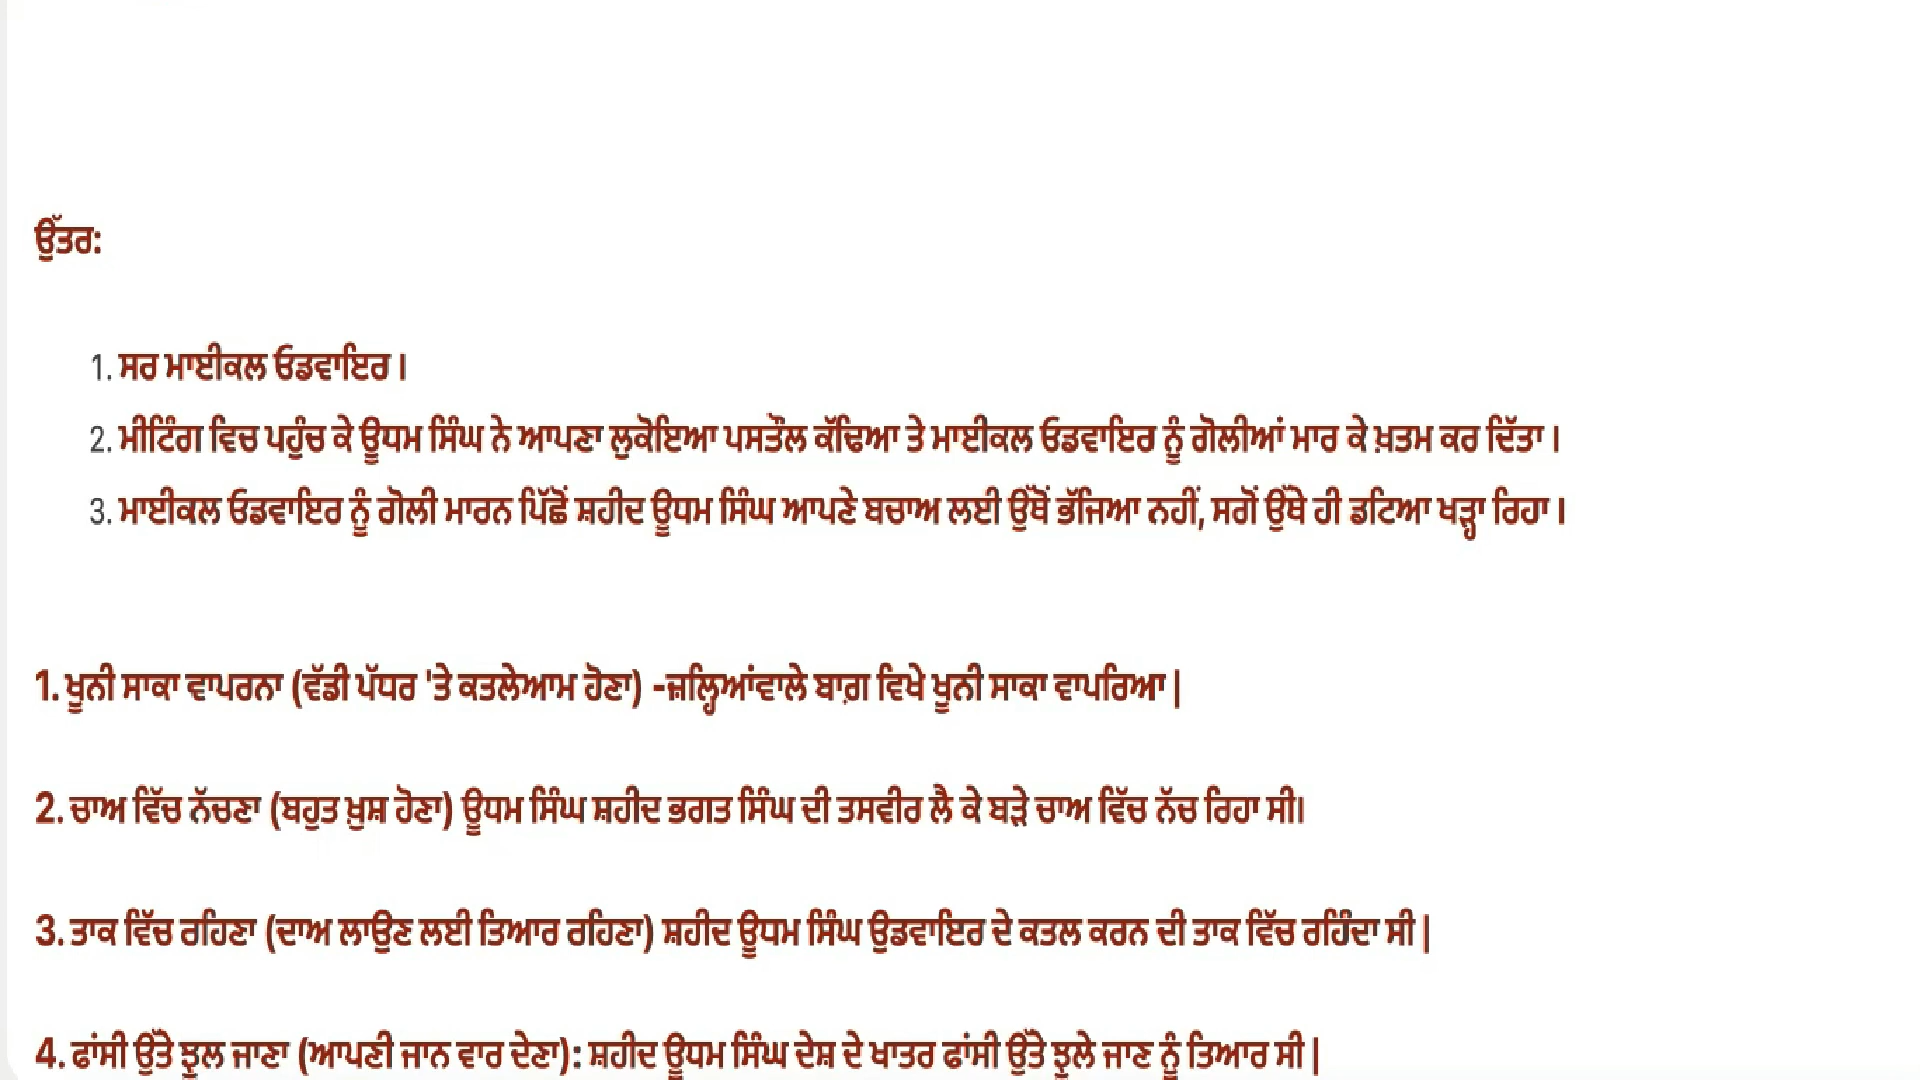 ਉੱਤਰ:
1. ਸਰ ਮਾਈਕਲ ਓਡਵਾਇਰ ।
2. ਮੀਟਿੰਗ ਵਿਚ ਪਹੁੰਚ ਕੇ ਊਧਮ ਸਿੰਘ ਨੇ ਆਪਣਾ ਲੁਕੋਇਆ ਪਸਤੌਲ ਕੱਢਿਆ ਤੇ ਮਾਈਕਲ ਓਡਵਾਇਰ ਨੂੰ ਗੋਲੀਆਂ ਮਾਰ ਕੇ ਖ਼ਤਮ ਕਰ ਦਿੱਤਾ ।
3. ਮਾਈਕਲ ਓਡਵਾਇਰ ਨੂੰ ਗੋਲੀ ਮਾਰਨ ਪਿੱਛੋਂ ਸ਼ਹੀਦ ਊਧਮ ਸਿੰਘ ਆਪਣੇ ਬਚਾਅ ਲਈ ਉੱਥੋਂ ਭੱਜਿਆ ਨਹੀਂ, ਸਗੋਂ ਉੱਥੇ ਹੀ ਡਟਿਆ ਖੜ੍ਹਾ ਰਿਹਾ ।
1. ਖੂਨੀ ਸਾਕਾ ਵਾਪਰਨਾ (ਵੱਡੀ ਪੱਧਰ 'ਤੇ ਕਤਲੇਆਮ ਹੋਣਾ) -ਜ਼ਲ੍ਹਿਆਂਵਾਲੇ ਬਾਗ਼ ਵਿਖੇ ਖੂਨੀ ਸਾਕਾ ਵਾਪਰਿਆ |
2. ਚਾਅ ਵਿੱਚ ਨੱਚਣਾ (ਬਹੁਤ ਖ਼ੁਸ਼ ਹੋਣਾ) ਊਧਮ ਸਿੰਘ ਸ਼ਹੀਦ ਭਗਤ ਸਿੰਘ ਦੀ ਤਸਵੀਰ ਲੈ ਕੇ ਬੜੇ ਚਾਅ ਵਿੱਚ ਨੱਚ ਰਿਹਾ ਸੀ।
3. ਤਾਕ ਵਿੱਚ ਰਹਿਣਾ (ਦਾਅ ਲਾਉਣ ਲਈ ਤਿਆਰ ਰਹਿਣਾ) ਸ਼ਹੀਦ ਊਧਮ ਸਿੰਘ ਉਡਵਾਇਰ ਦੇ ਕਤਲ ਕਰਨ ਦੀ ਤਾਕ ਵਿੱਚ ਰਹਿੰਦਾ ਸੀ |
4. ਫਾਂਸੀ ਉੱਤੇ ਝੂਲ ਜਾਣਾ (ਆਪਣੀ ਜਾਨ ਵਾਰ ਦੇਣਾ): ਸ਼ਹੀਦ ਊਧਮ ਸਿੰਘ ਦੇਸ਼ ਦੇ ਖਾਤਰ ਫਾਂਸੀ ਉੱਤੇ ਝੂਲੇ ਜਾਣ ਨੂੰ ਤਿਆਰ ਸੀ |